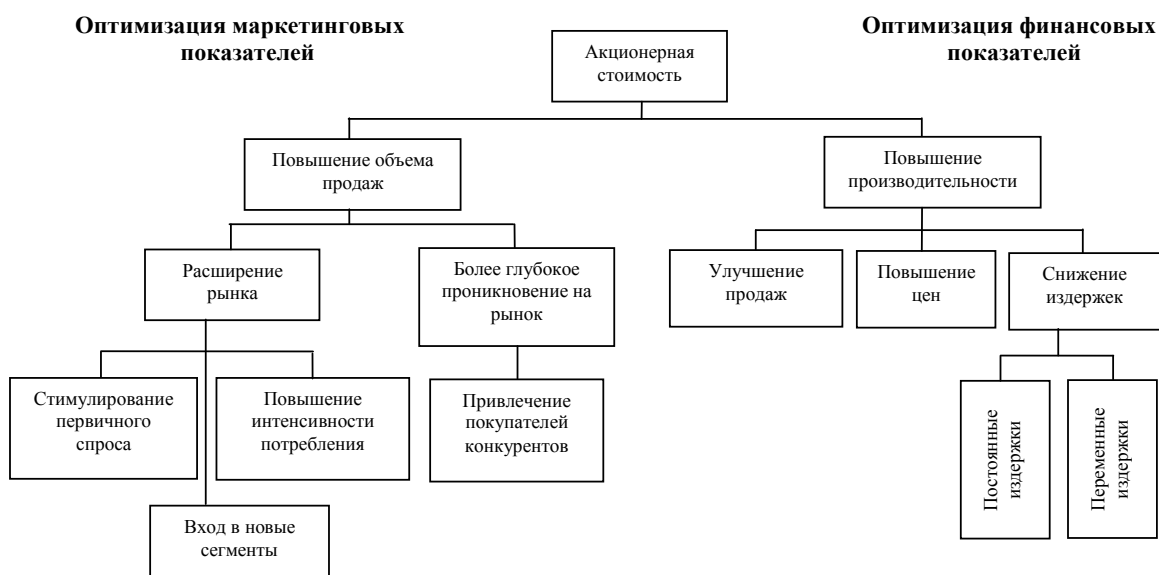 Оптимизация маркетинговых
показателей
Оптимизация финансовых
показателей
Акционерная
стоимость
Повышение объема
продаж
Повышение
производительности
Расширение
рынка
Более глубокое
проникновение на
рынок
Улучшение
продаж
Повышение
цен
Снижение
издержек
Стимулирование
первичного
спроса
Повышение
интенсивности
потребления
Привлечение
покупателей
конкурентов
Постоянные
издержки
Переменные
издержки
Вход в новые
сегменты